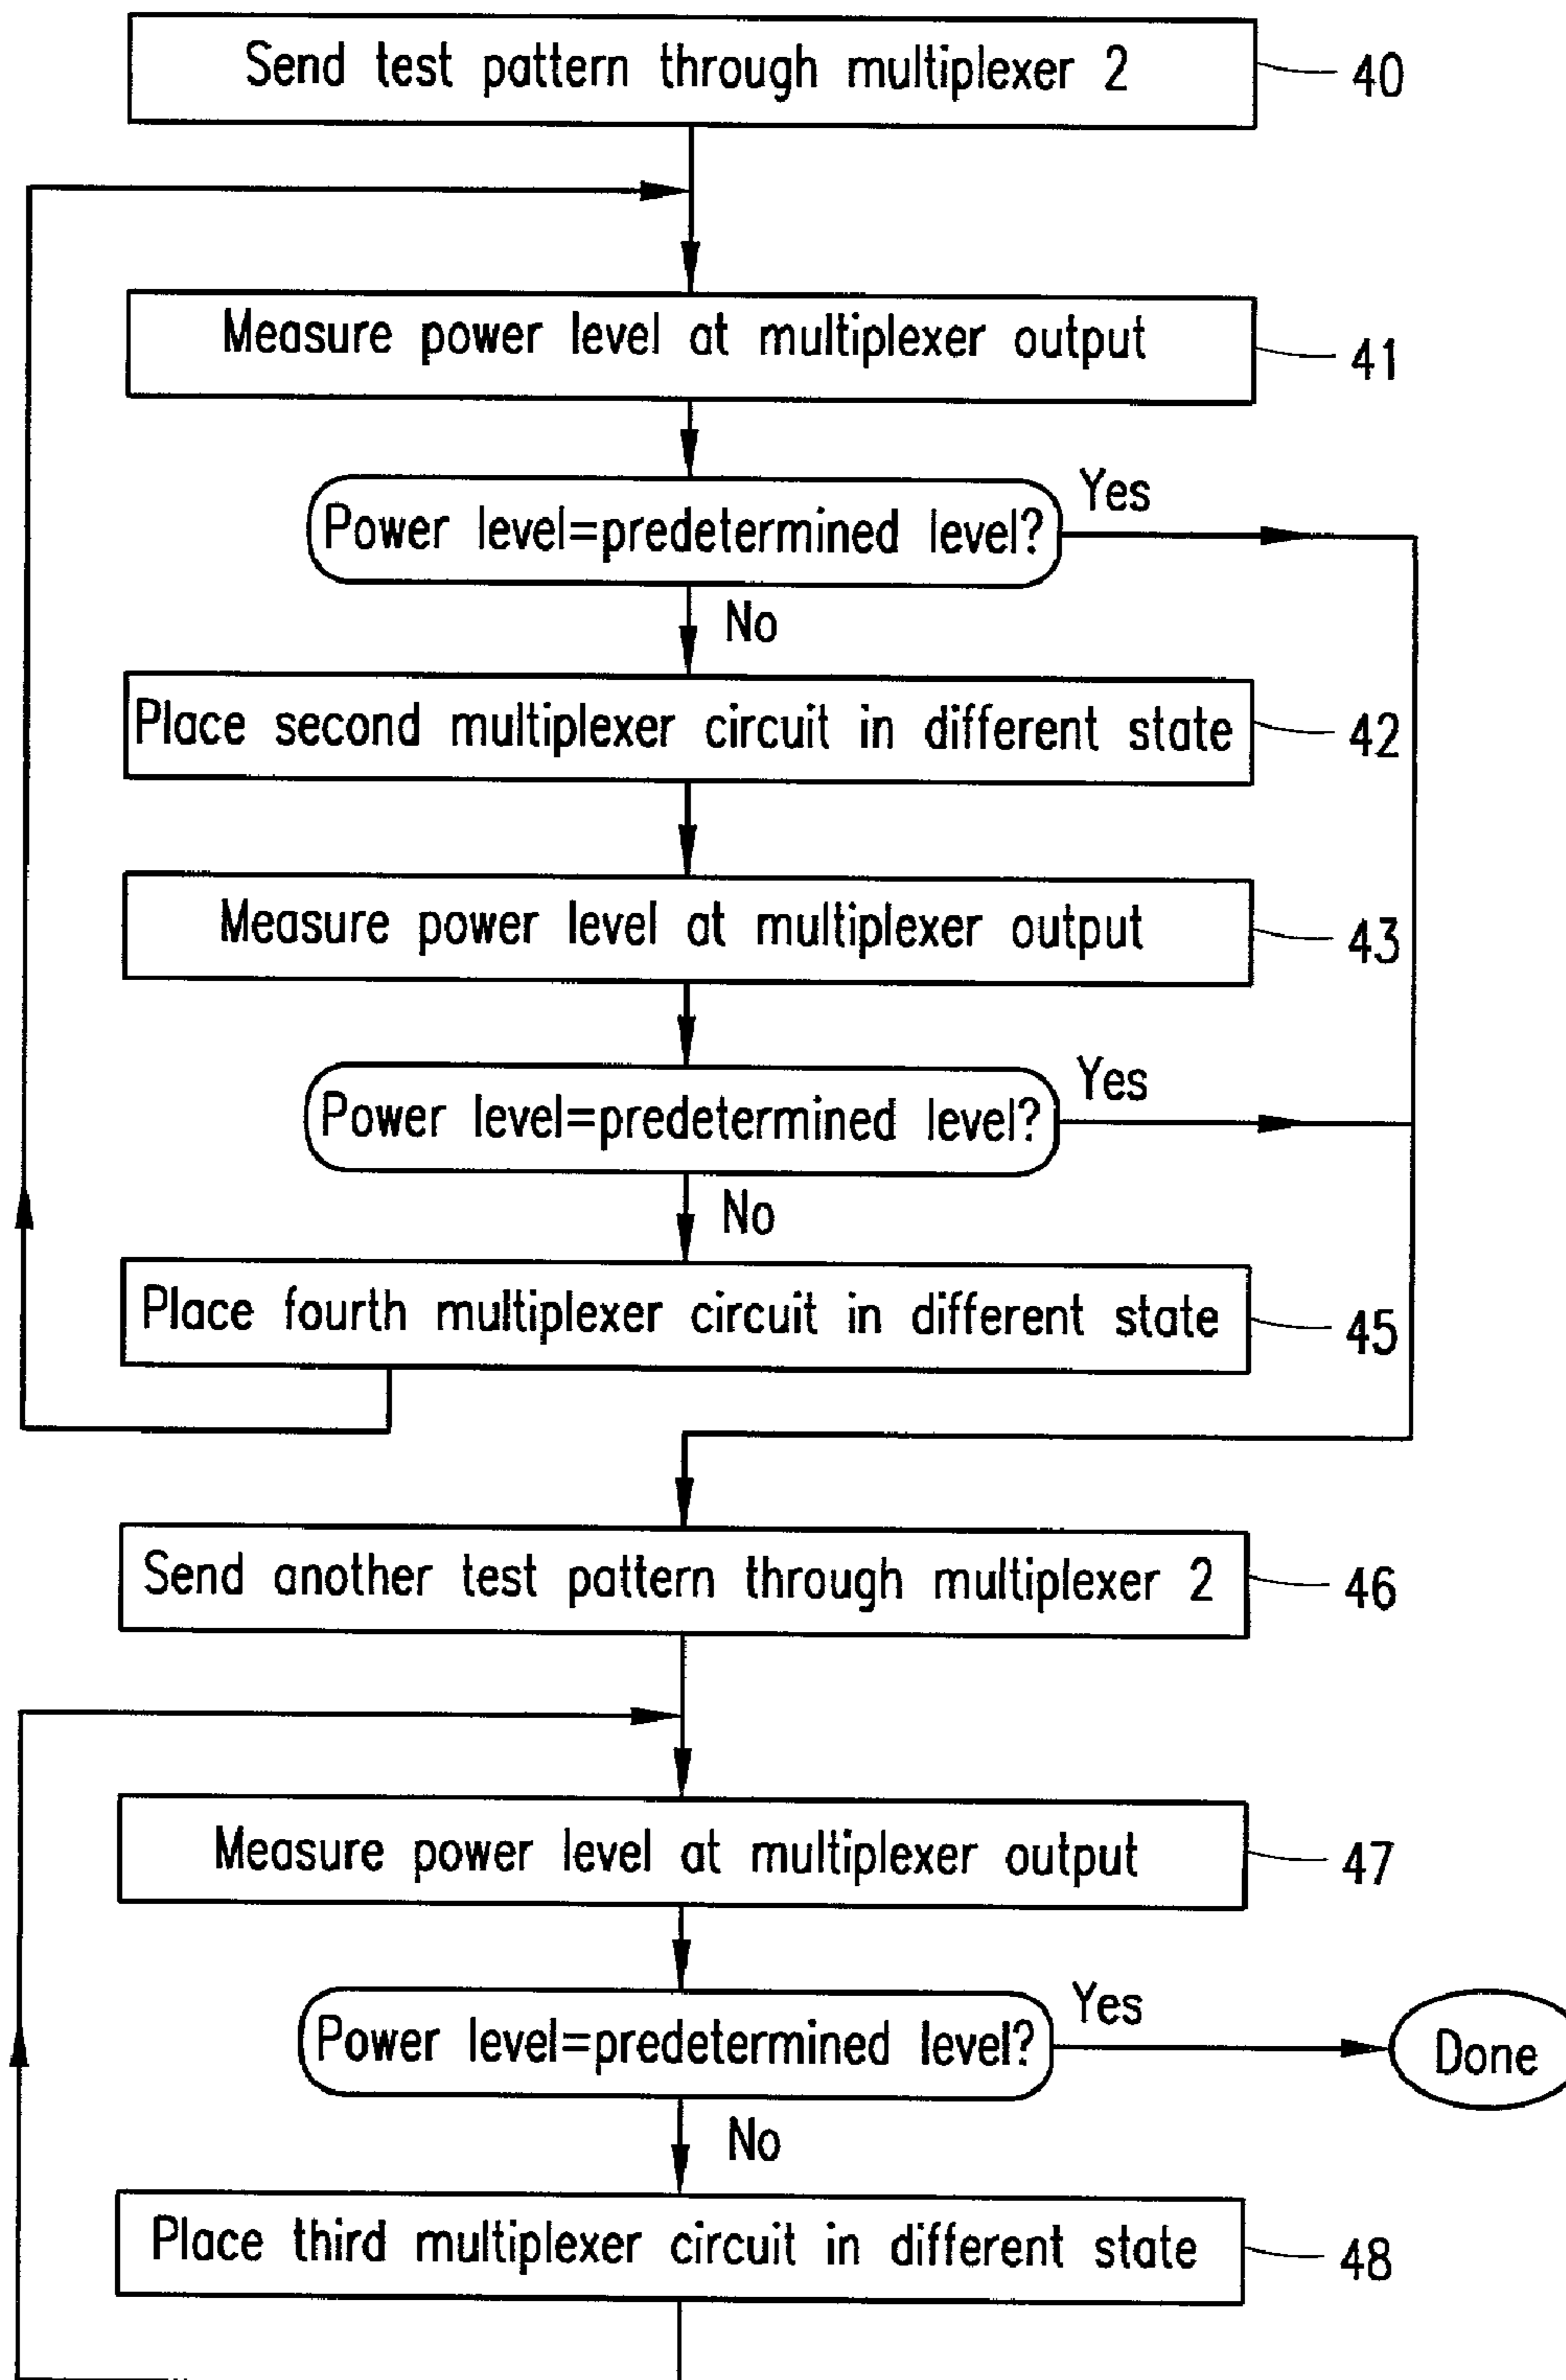 Send test pattern through multiplexer 2
40
Measure power level at multiplexer output
41
Power level=predetermined level?
Yes
No
Place second multiplexer circuit in different state
42
Measure power level at multiplexer output
43
Power level=predetermined level?
Yes
No
Place fourth multiplexer circuit in different state
45
Send another test pattern through multiplexer 2
46
Measure power level at multiplexer output
47
Power level=predetermined level?
Yes
Done
No
Place third multiplexer circuit in different state
48